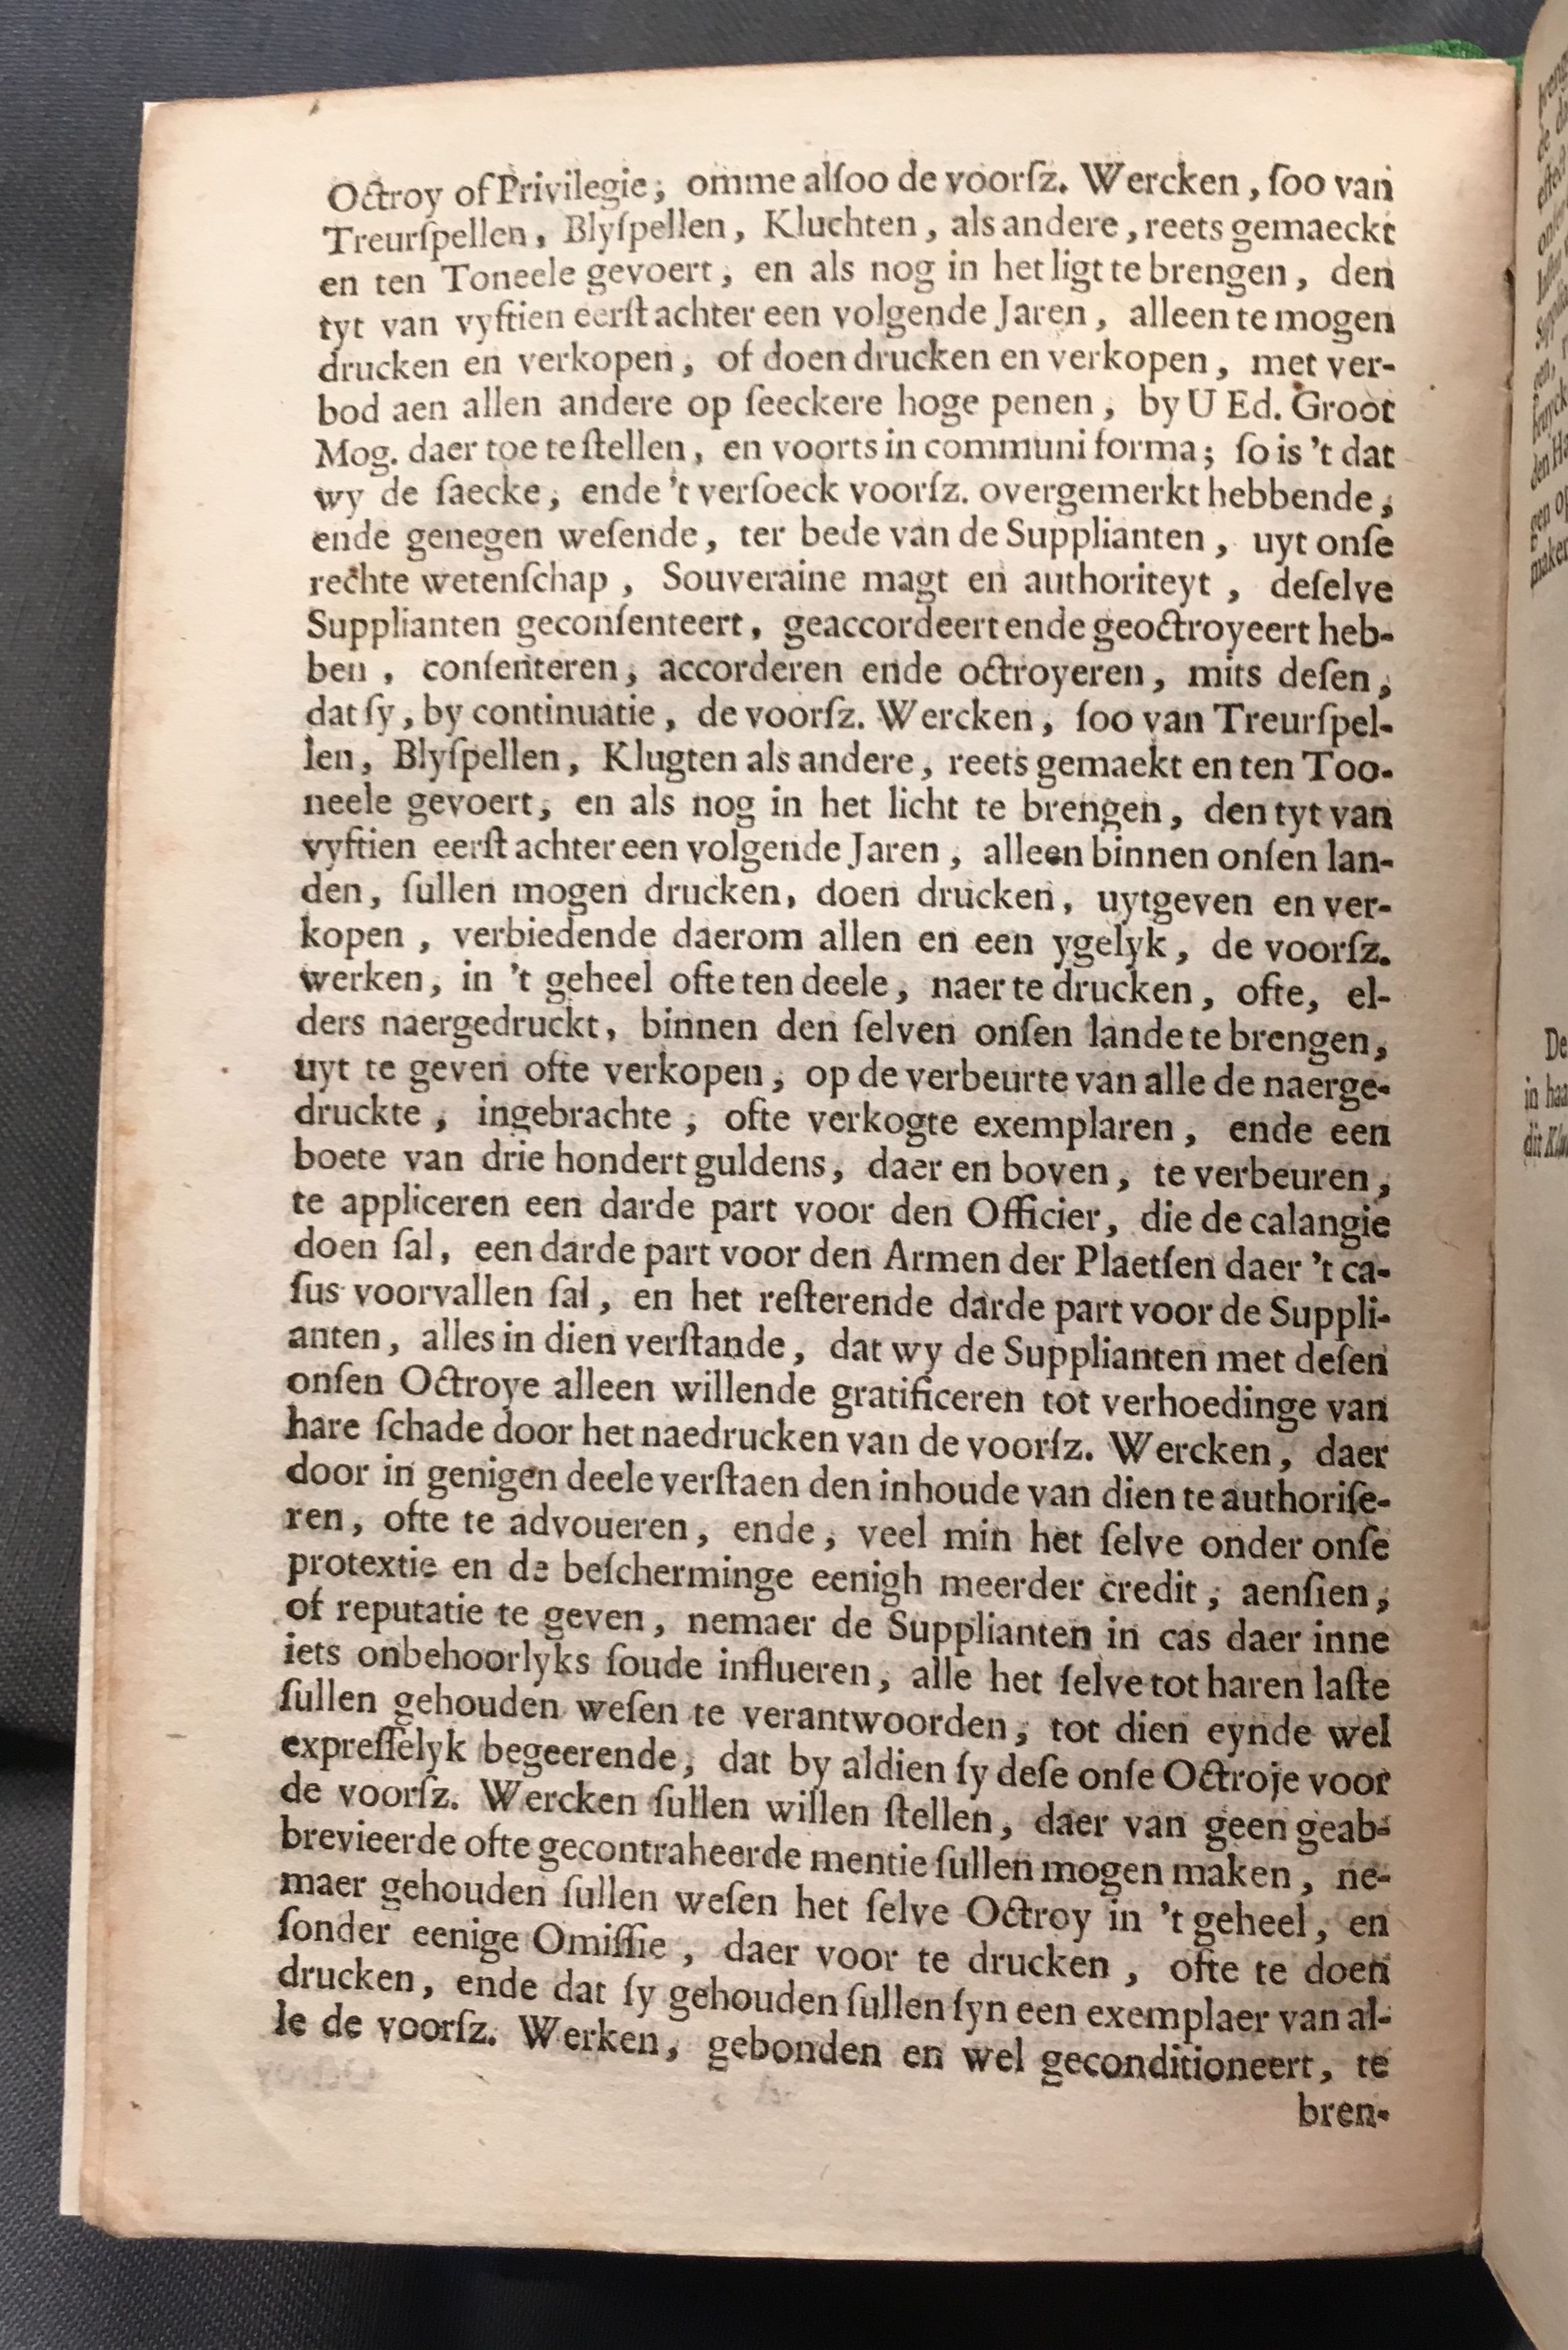 Octroy of Privilegie; omme alſoo de voorſz. Wercken, ſoo van
Treurſpellen, Blyſpellen, Kluchten, als andere, reets gemaeckt
en ten Toneele gevoert, en als nog in het ligt te brengen, den
tyt van vyftien eerſt achter een volgende Jaren, alleen te mogen
drucken en verkopen, of doen drucken en verkopen, met ver-
bod aen allen andere op ſeeckere hoge penen, by U Ed. Groot
Mog. daer toe te ſtellen, en voorts in communi forma; ſo is 't dat
wy de ſaecke, ende 't verſoeck voorſz. overgemerkt hebbende,
ende genegen weſende, ter bede van de Supplianten, uyt onſe
rechte wetenſchap, Souveraine magt en authoriteyt, deſelve
Supplianten geconſenteert, geaccordeert ende geoctroyeert heb-
ben, conſenteren, accorderen ende octroyeren, mits deſen,
dat ſy, by continuatie, de voorſz. Wercken, ſoo van Treurſpel-
len, Blyſpellen, Klugten als andere, reets gemaekt en ten Too-
neele gevoert, en als nog in het licht te brengen, den tyt van
vyftien eerſt achter een volgende Jaren, alleen binnen onſen lan-
den, ſullen mogen drucken, doen drucken, uytgeven en ver-
kopen, verbiedende daerom allen en een ygelyk, de voorſz.
werken, in 't geheel ofte ten deele, naer te drucken, ofte, el-
ders naergedruckt, binnen den ſelven onſen lande te brengen,
uyt te geven ofte verkopen, op de verbeurte van alle de naerge-
druckte, ingebrachte, ofte verkogte exemplaren, ende een
boete van drie hondert guldens, daer en boven, te verbeuren,
te appliceren een darde part voor den Officier, die de calangie
doen ſal, een darde part voor den Armen der Plaetſen daer 't ca-
ſus voorvallen ſal, en het reſterende darde part voor de Suppli-
anten, alles in dien verſtande, dat wy de Supplianten met deſen
onſen Octroye alleen willende gratificeren tot verhoedinge van
hare ſchade door het naedrucken van de voorſz. Wercken, daer
door in genigen deele verſtaen den inhoude van dien te authoriſe-
ren, ofte te advoueren, ende, veel min het ſelve onder onſe
protextie en de beſcherminge eenigh meerder credit, aenſien,
of reputatie te geven, nemaer de Supplianten in cas daer inne
iets onbehoorlyks ſoude influeren, alle het ſelve tot haren laſte
ſullen gehouden weſen te verantwoorden, tot dien eynde wel
expreſſelyk begeerende, dat by aldien ſy deſe onſe Octroje voor
de voorſz. Wercken ſullen willen ſtellen, daer van geen geab-
brevieerde ofte gecontraheerde mentie ſullen mogen maken, ne-
maer gehouden ſullen weſen het ſelve Octroy in 't geheel, en
ſonder eenige Omiſſie, daer voor te drucken, ofte te doen
drucken, ende dat ſy gehouden ſullen ſyn een exemplaer van al-
le de voorſz. Werken, gebonden en wel geconditioneert, te
bren-